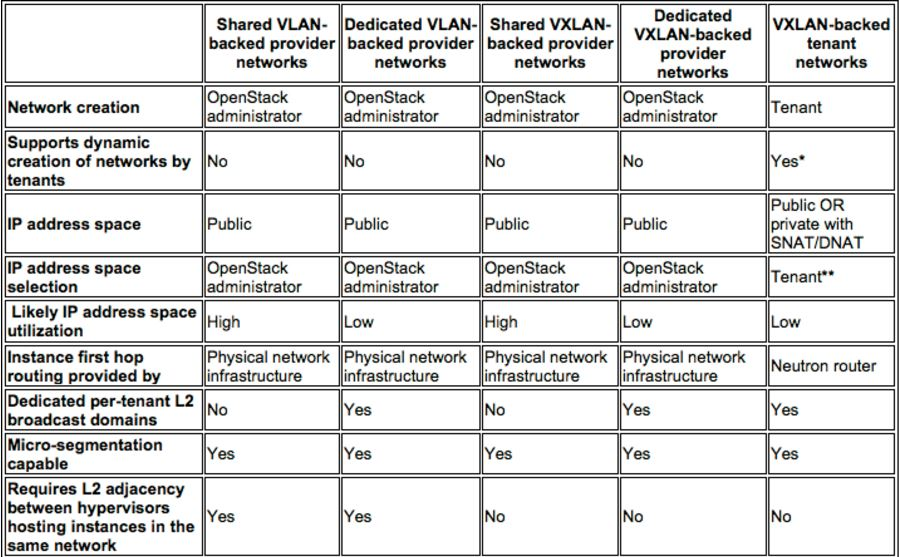 Shared VLAN-backed provider networks	Dedicated VLAN-backed provider networks	Shared VXLAN-backed provider networks	Dedicated VXLAN-backed provider networks	VXLAN-backed tenant networks
Network creation	OpenStack administrator	OpenStack administrator	OpenStack administrator	OpenStack administrator	Tenant
Supports dynamic creation of networks by tenants	No	No	No	No	Yes*
IP address space	Public	Public	Public	Public	Public OR private with SNAT/DNAT
IP address space selection	OpenStack administrator	OpenStack administrator	OpenStack administrator	OpenStack administrator	Tenant**
Likely IP address space utilization	High	Low	High	Low	Low
Instance first hop routing provided by	Physical network infrastructure	Physical network infrastructure	Physical network infrastructure	Physical network infrastructure	Neutron router
Dedicated per-tenant L2 broadcast domains	No	Yes	No	Yes	Yes
Micro-segmentation capable	Yes	Yes	Yes	Yes	Yes
Requires L2 adjacency between hypervisors hosting instances in the same network	Yes	Yes	No	No	No